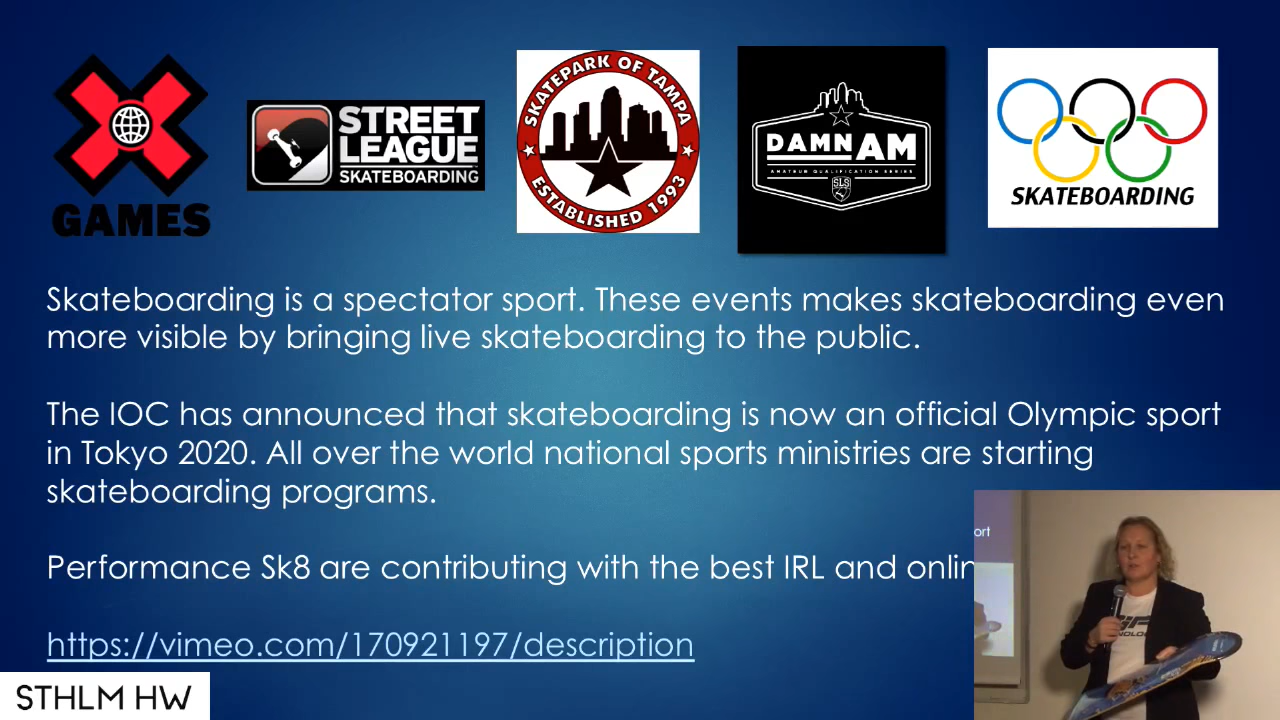 GAMES
STREET
LEAGUE
SKATEBOARDING
SKATEPARK OF TAMPA
ESTABLISHED 1993
DAMN AM
AMATEUR QUALIFICATION SERIES
SLS
SKATEBOARDING
Skateboarding is a spectator sport. These events makes skateboarding even
more visible by bringing live skateboarding to the public.
The IOC has announced that skateboarding is now an official Olympic sport
in Tokyo 2020. All over the world national sports ministries are starting
skateboarding programs.
Performance Sk8 are contributing with the best IRL and onlin
https://vimeo.com/170921197/description
STHLM HW